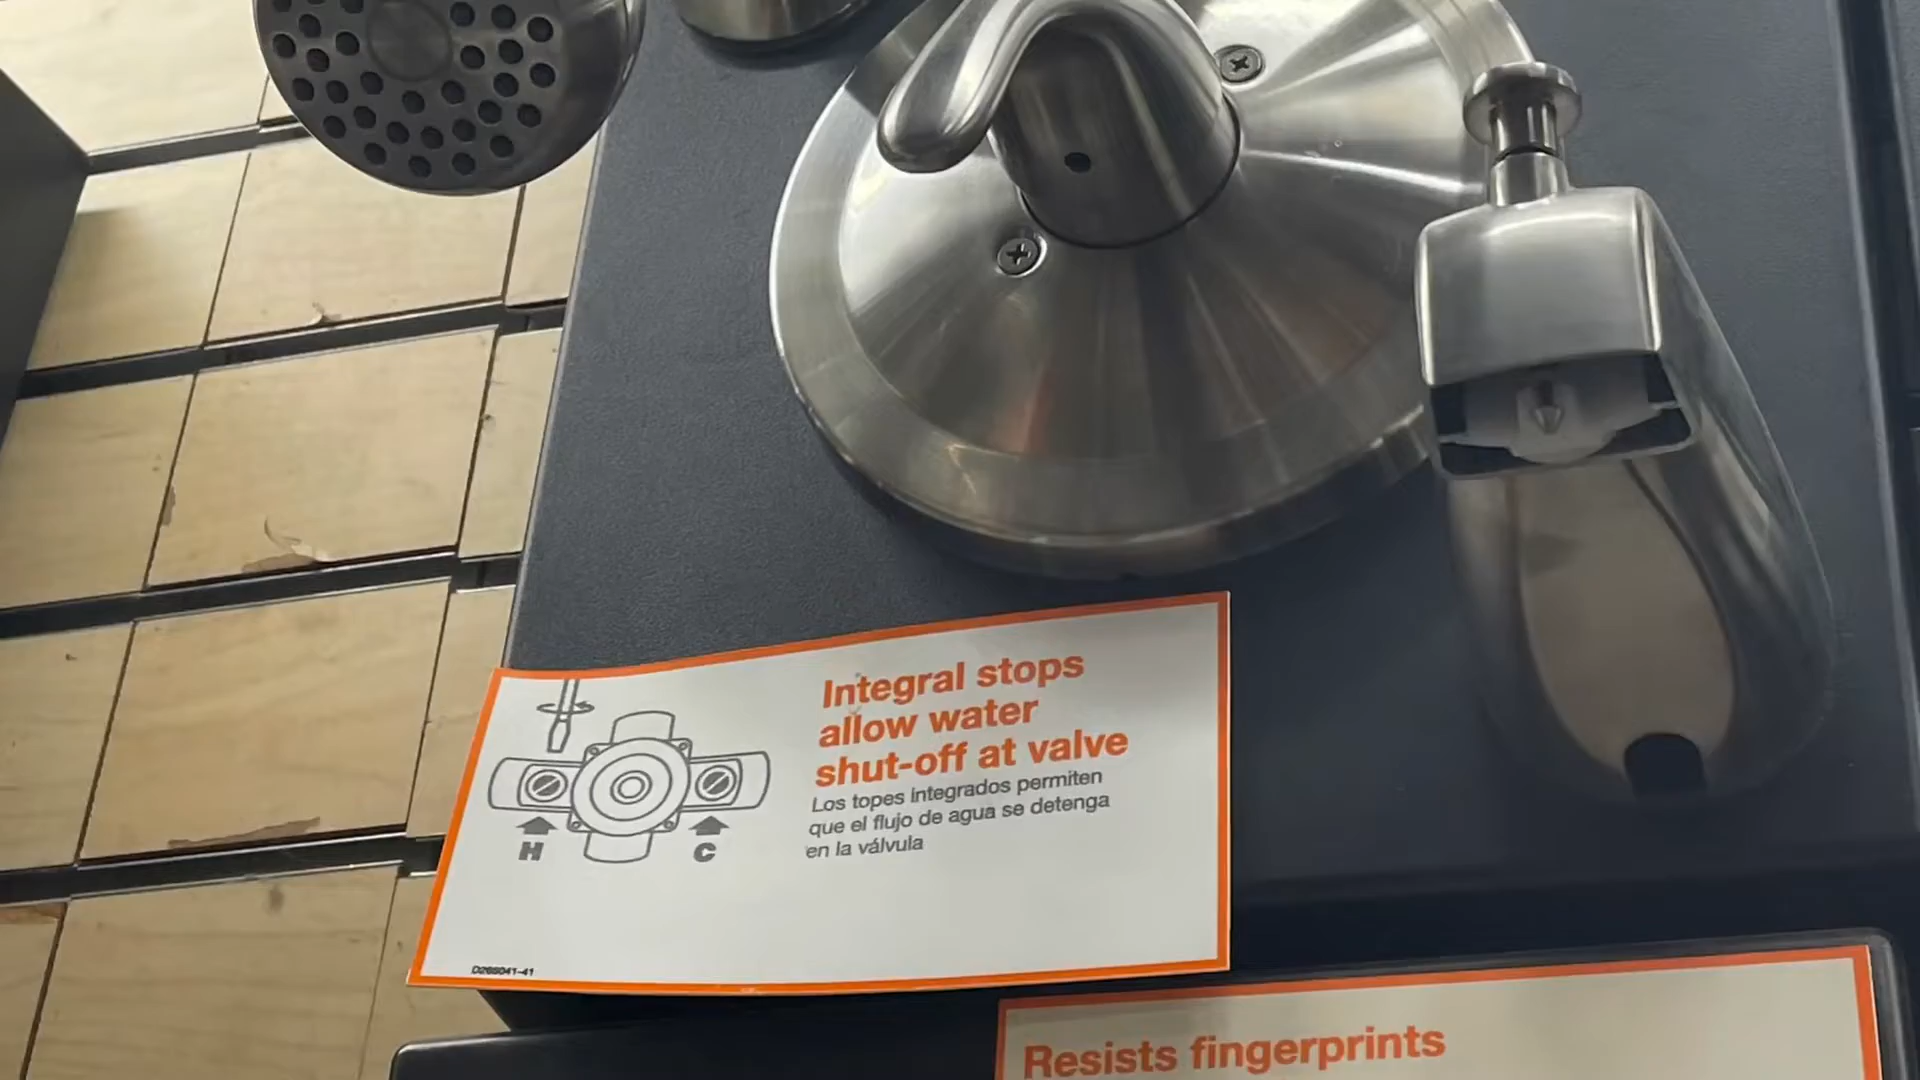 Integral stops
allow water
shut-off at valve
Los topes integrados permiten
que el flujo de agua se detenga
en la válvula
H
C
D265041-41
Resists fingerprints